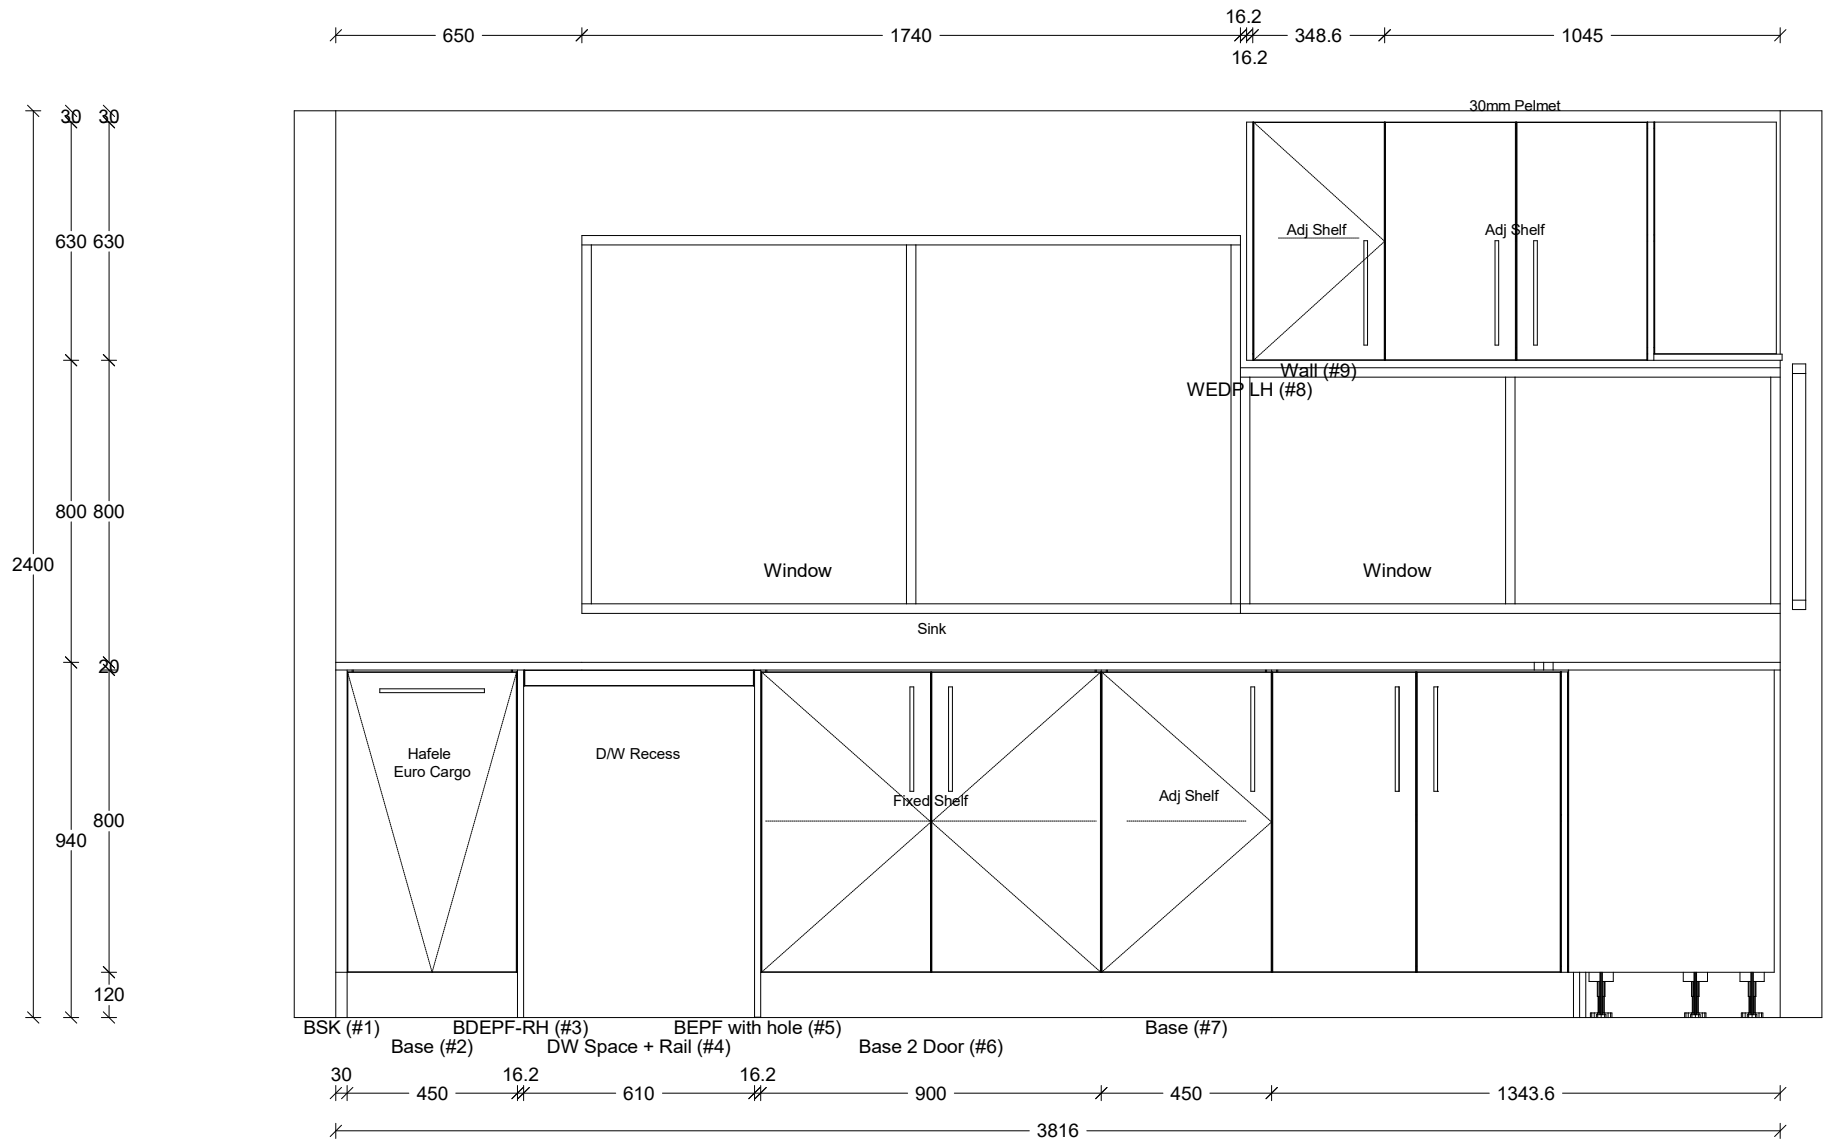 16.2
650
1740
348.6
1045
16.2
30mm Pelmet
30
30
630
630
Adj Shelf
Adj Shelf
Wall (#9)
WEDP LH (#8)
800
800
2400
Window
Window
Sink
20
Hafele
Euro Cargo
D/W Recess
Fixed Shelf
Adj Shelf
800
940
120
BSK (#1)
BDEPF-RH (#3)
BEPF with hole (#5)
Base (#7)
Base (#2)
DW Space + Rail (#4)
Base 2 Door (#6)
30
16.2
16.2
450
610
900
450
1343.6
3816